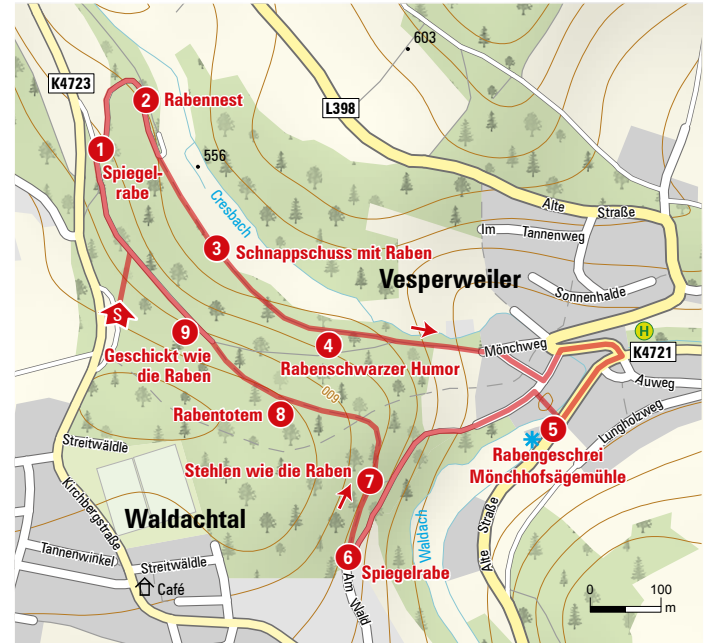 603
K4723
2
Rabennest
L398
1
Spiegel-
rabe
556
Cresbach
Alte
Straße
Im
Tannenweg
3
Schnappschuss mit Raben
Vesperweiler
Sonnenhalde
S
H
9
Geschickt wie
die Raben
4
Rabenschwarzer Humor
Mönchweg
K4721
Auweg
600
Rabentotem
8
Lungholzweg
5
Rabengeschrei
Mönchhofsägemühle
Streitwäldle
Stehlen wie die Raben
7
Kirchbergstraße
Waldachtal
Waldach
Alte
Straße
Tannenwinkel
Streitwäldle
6
Spiegelrabe
Café
Am
Wald
0
100
m